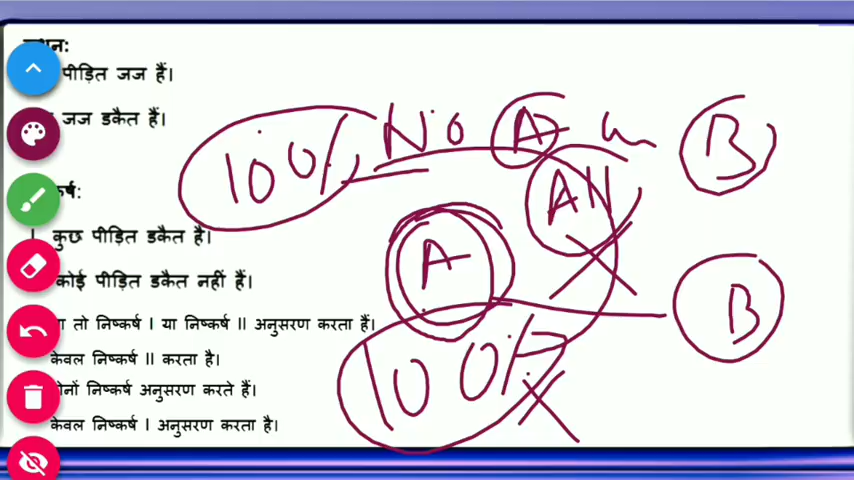 पीड़ित जज हैं।
जज डकैत हैं।
100% No A is B
All
कुछ पीड़ित डकैत है।
A B
कोई पीड़ित डकैत नहीं हैं।
तो निष्कर्ष I या निष्कर्ष II अनुसरण करता हैं।
100%
केवल निष्कर्ष II करता है।
निष्कर्ष अनुसरण करते हैं।
केवल निष्कर्ष I अनुसरण करता है।